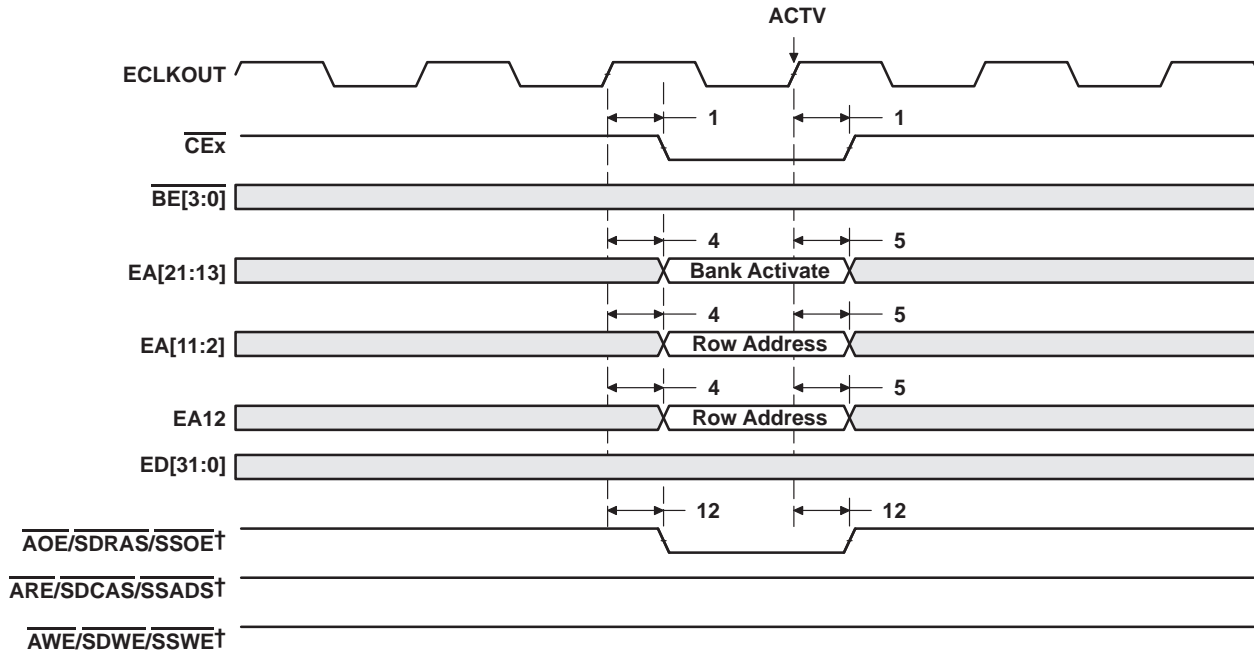 ACTV
ECLKOUT
1 1
CEx
BE[3:0]
4 5
EA[21:13] Bank Activate
4 5
EA[11:2] Row Address
4 5
EA12 Row Address
ED[31:0]
12 12
AOE/SDRAS/SSOE†
ARE/SDCAS/SSADS†
AWE/SDWE/SSWE†